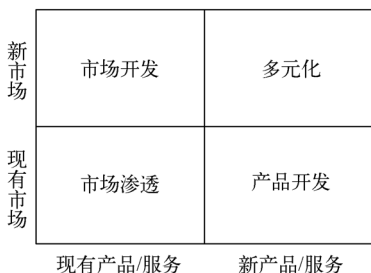 新市场
市场开发
多元化
现有市场
市场渗透
产品开发
现有产品/服务
新产品/服务